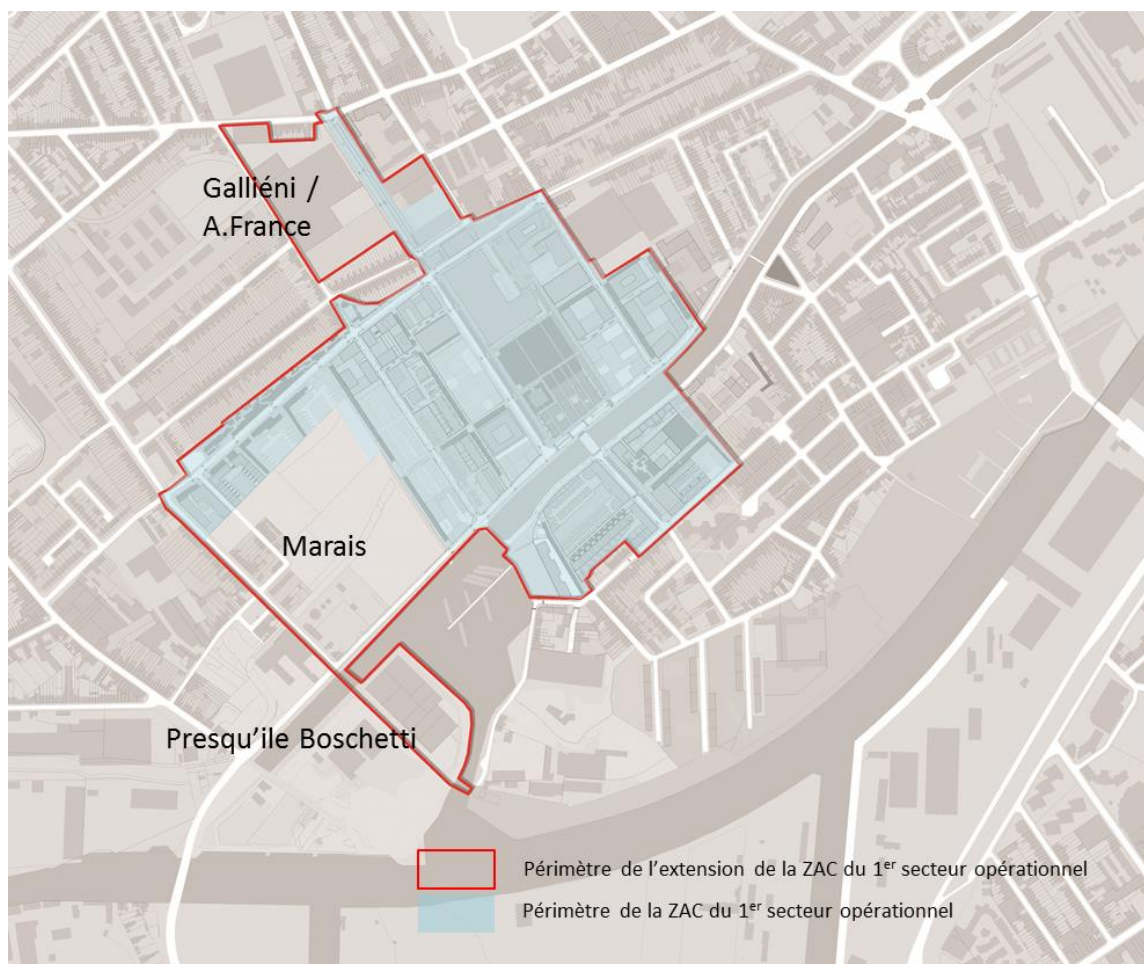 Galliéni /
A.France
Marais
Presqu'ile Boschetti
Périmètre de l'extension de la ZAC du 1er secteur opérationnel
Périmètre de la ZAC du 1er secteur opérationnel